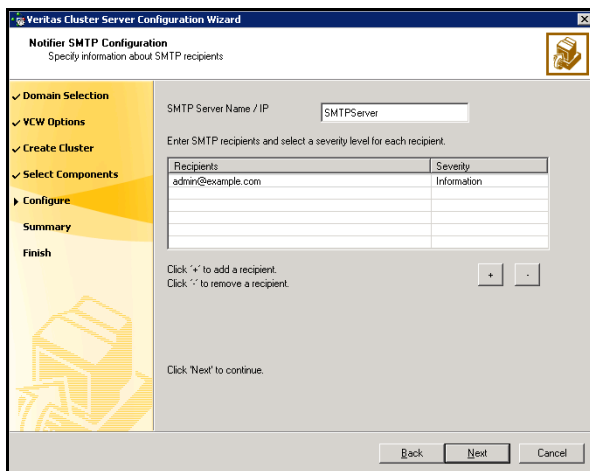 Veritas Cluster Server Configuration Wizard
Notifier SMTP Configuration
Specify information about SMTP recipients
Domain Selection
VCW Options
Create Cluster
Select Components
Configure
Summary
Finish
SMTP Server Name / IP
SMTPServer
Enter SMTP recipients and select a severity level for each recipient.
Recipients Severity
admin@example.com Information
Click '+' to add a recipient.
Click '-' to remove a recipient.
+ -
Click 'Next' to continue.
Back Next Cancel